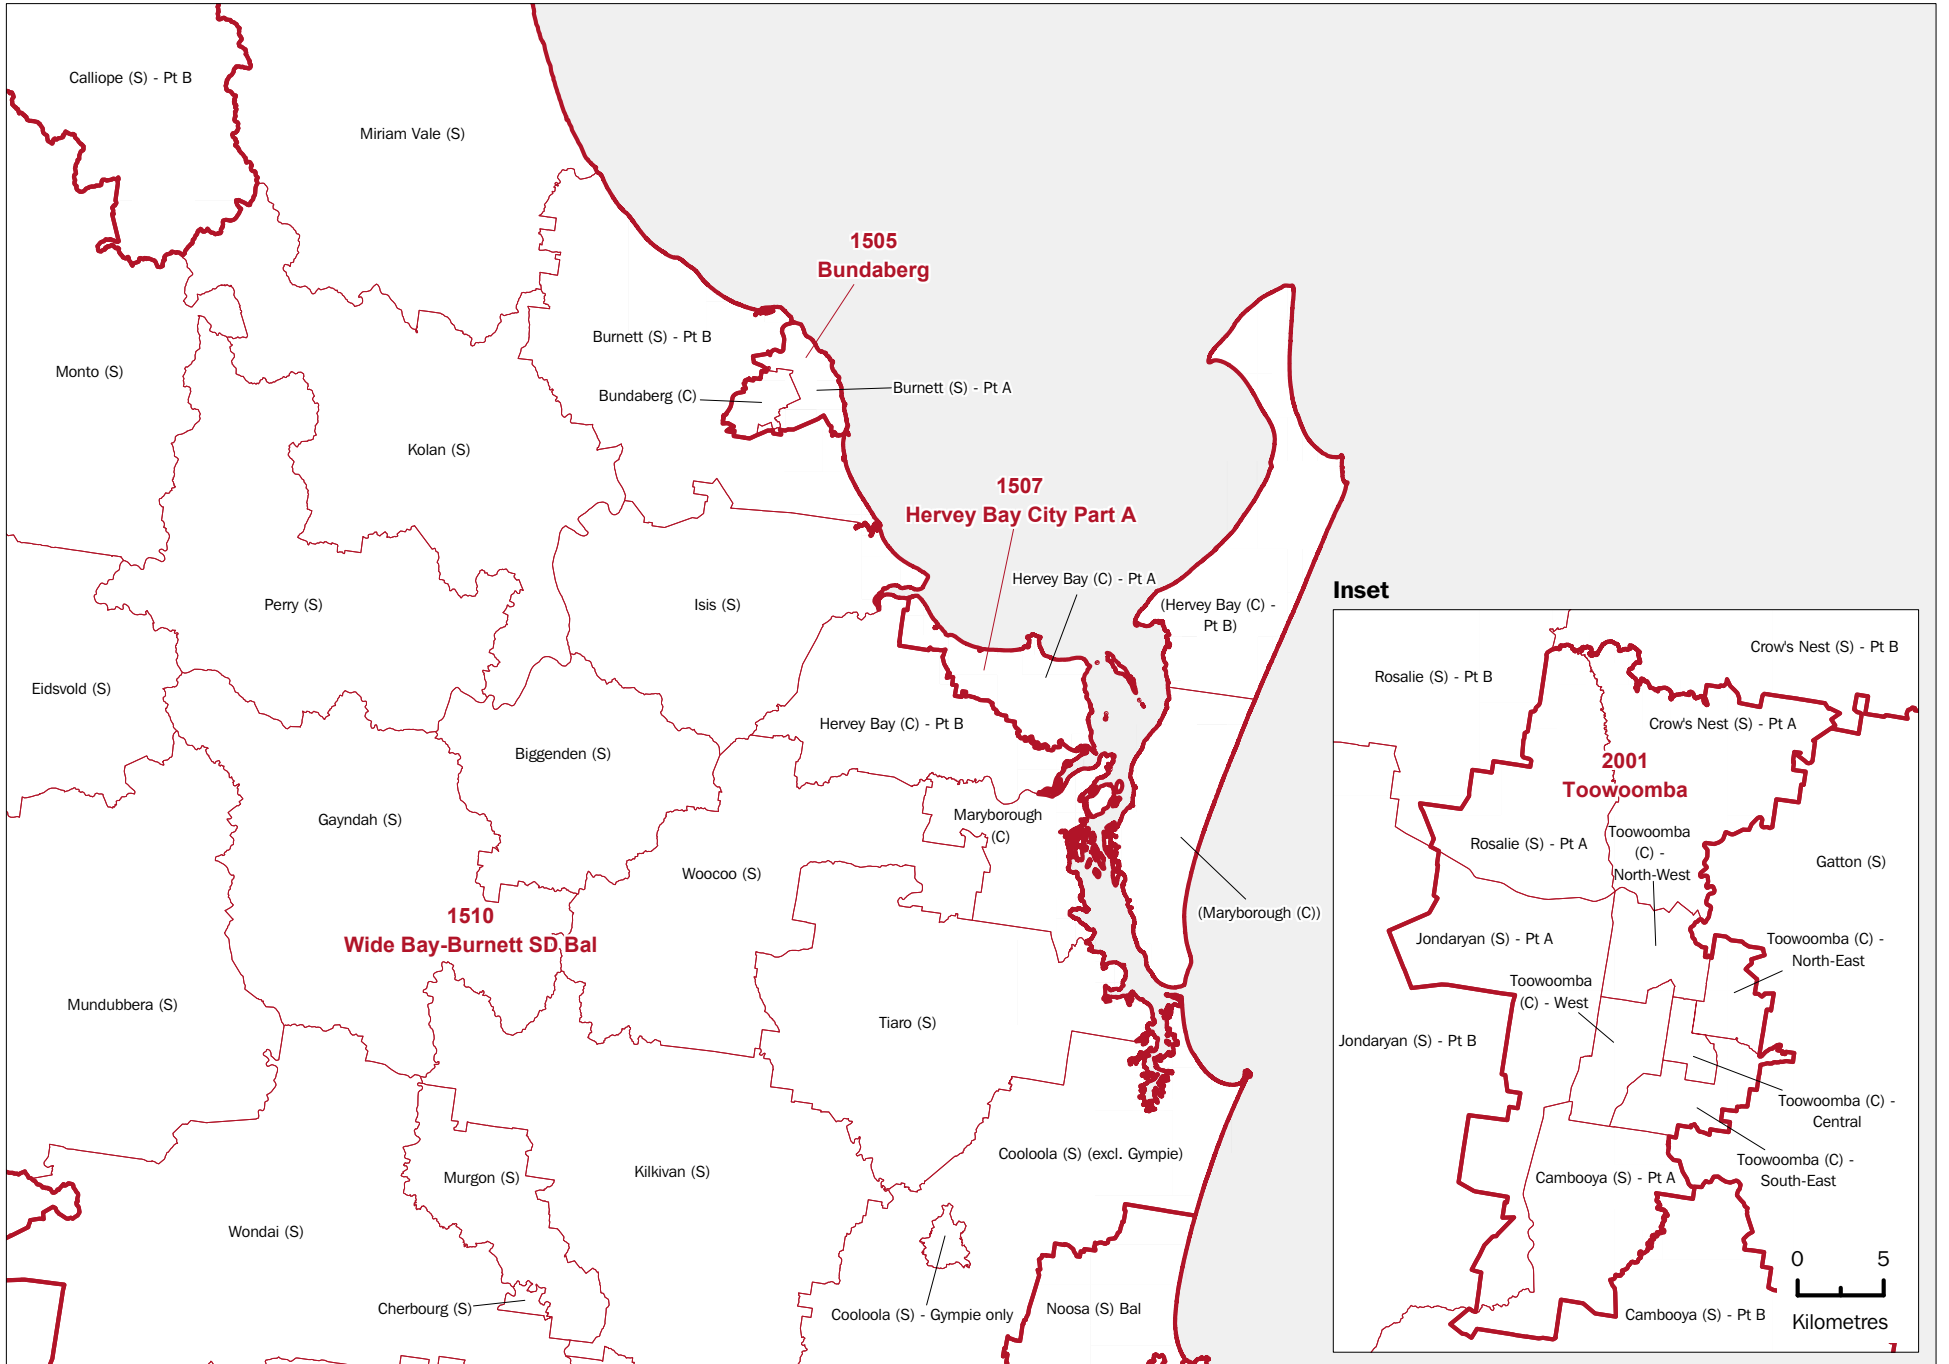 Calliope (S) - Pt B
Miriam Vale (S)
1505
Bundaberg
Burnett (S) - Pt B
Monto (S)
Burnett (S) - Pt A
Bundaberg (C)
Kolan (S)
1507
Hervey Bay City Part A
Hervey Bay (C) - Pt A
(Hervey Bay (C) -
Pt B)
Perry (S)
Isis (S)
Eidsvold (S)
Hervey Bay (C) - Pt B
Biggenden (S)
Gayndah (S)
Maryborough
(C)
Woocoo (S)
(Maryborough (C))
1510
Wide Bay-Burnett SD Bal
Mundubbera (S)
Tiaro (S)
Cooloola (S) (excl. Gympie)
Murgon (S)
Kilkivan (S)
Wondai (S)
Cherbourg (S)
Cooloola (S) - Gympie only
Noosa (S) Bal
Inset
Crow's Nest (S) - Pt B
Rosalie (S) - Pt B
Crow's Nest (S) - Pt A
2001
Toowoomba
Rosalie (S) - Pt A
Toowoomba
(C) -
North-West
Gatton (S)
Jondaryan (S) - Pt A
Toowoomba (C) -
North-East
Toowoomba
(C) - West
Jondaryan (S) - Pt B
Toowoomba (C) -
Central
Toowoomba (C) -
South-East
Cambooya (S) - Pt A
Cambooya (S) - Pt B
0 5
Kilometres